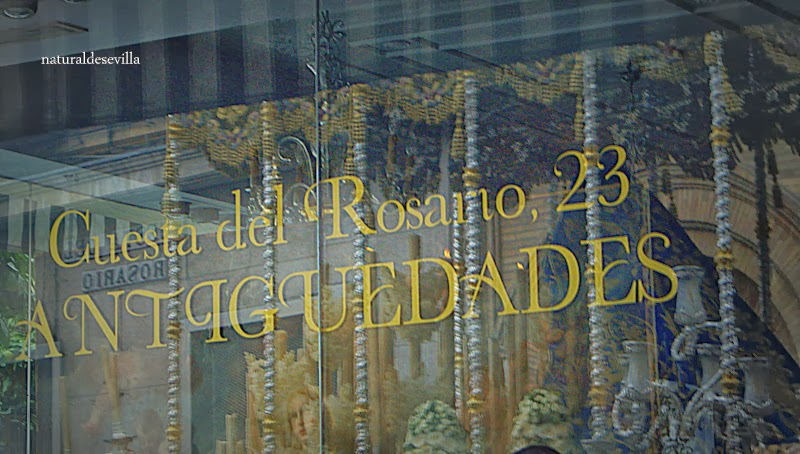 naturaldesevilla
Cuesta del Rosario, 23
ANTIGÜEDADES
ROSARIO